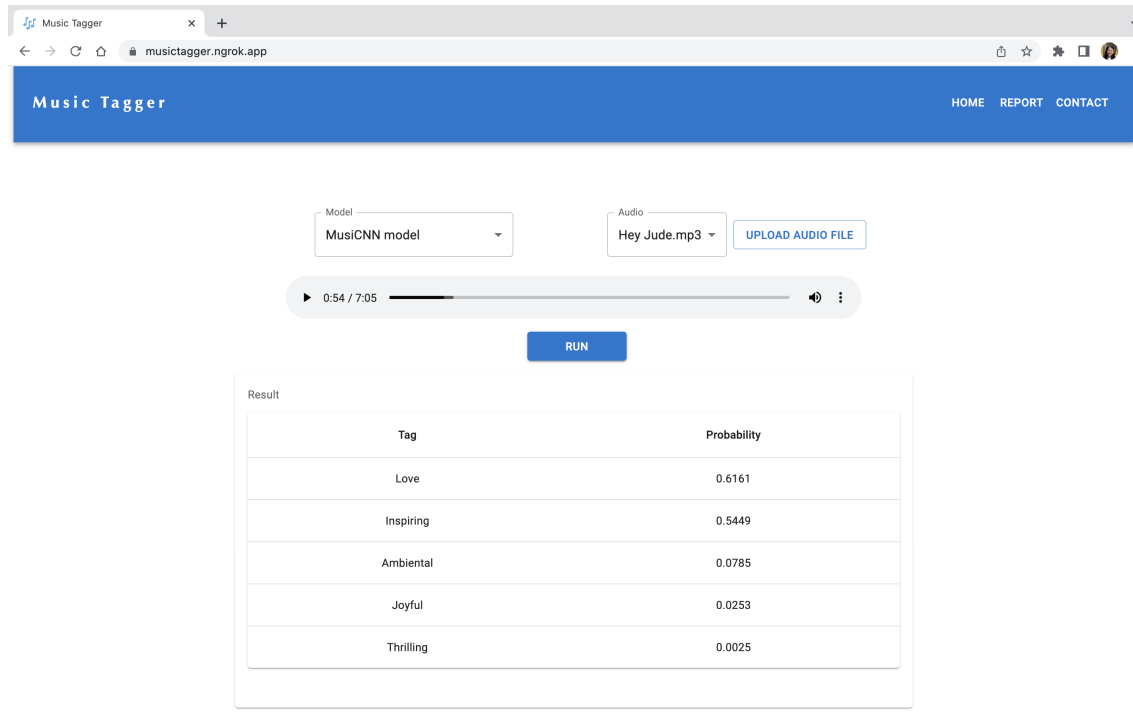 Music Tagger
musictagger.ngrok.app
Music Tagger HOME REPORT CONTACT
Model Audio
MusiCNN model Hey Jude.mp3 UPLOAD AUDIO FILE
0:54 / 7:05
RUN
Result
Tag Probability
Love 0.6161
Inspiring 0.5449
Ambiental 0.0785
Joyful 0.0253
Thrilling 0.0025